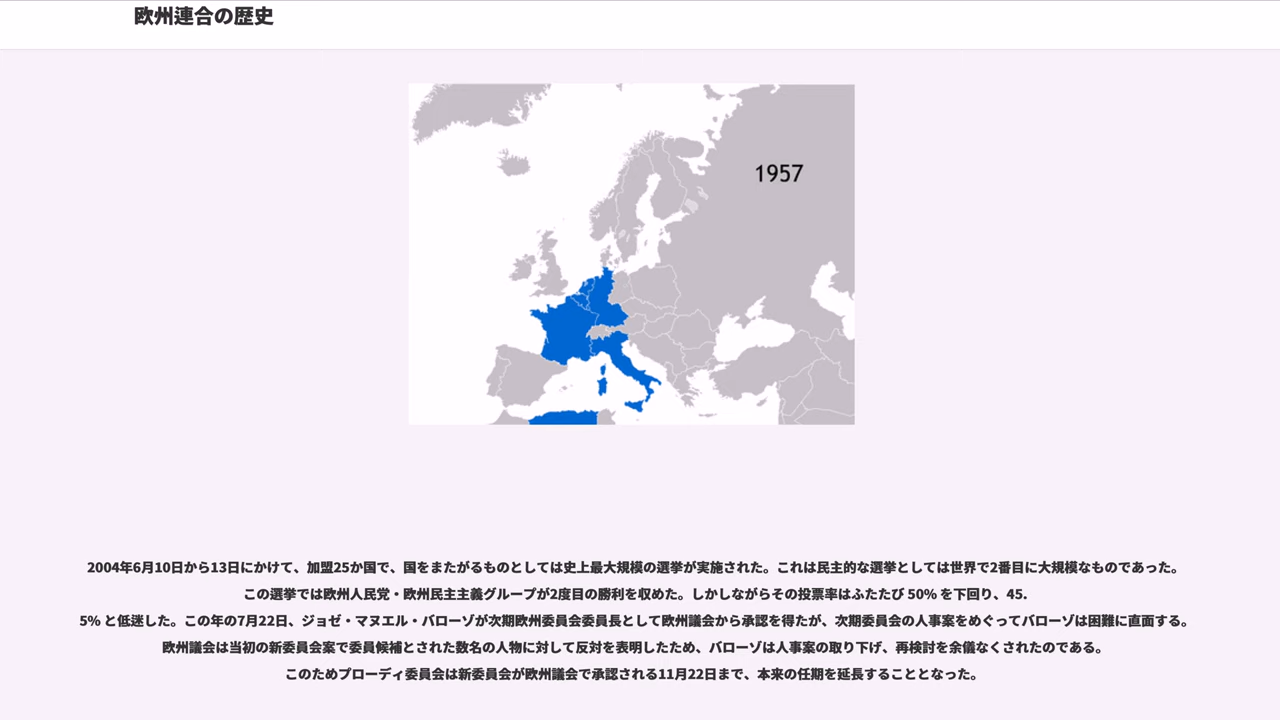 欧州連合の歴史
1957
2004年6月10日から13日にかけて、加盟25か国で、国をまたがるものとしては史上最大規模の選挙が実施された。これは民主的な選挙としては世界で2番目に大規模なものであった。
この選挙では欧州人民党・欧州民主主義グループが2度目の勝利を収めた。しかしながらその投票率はふたたび 50% を下回り、45.
5% と低迷した。この年の7月22日、ジョゼ・マヌエル・バローゾが次期欧州委員会委員長として欧州議会から承認を得たが、次期委員会の人事案をめぐってバローゾは困難に直面する。
欧州議会は当初の新委員会案で委員候補とされた数名の人物に対して反対を表明したため、バローゾは人事案の取り下げ、再検討を余儀なくされたのである。
このためプローディ委員会は新委員会が欧州議会で承認される11月22日まで、本来の任期を延長することとなった。